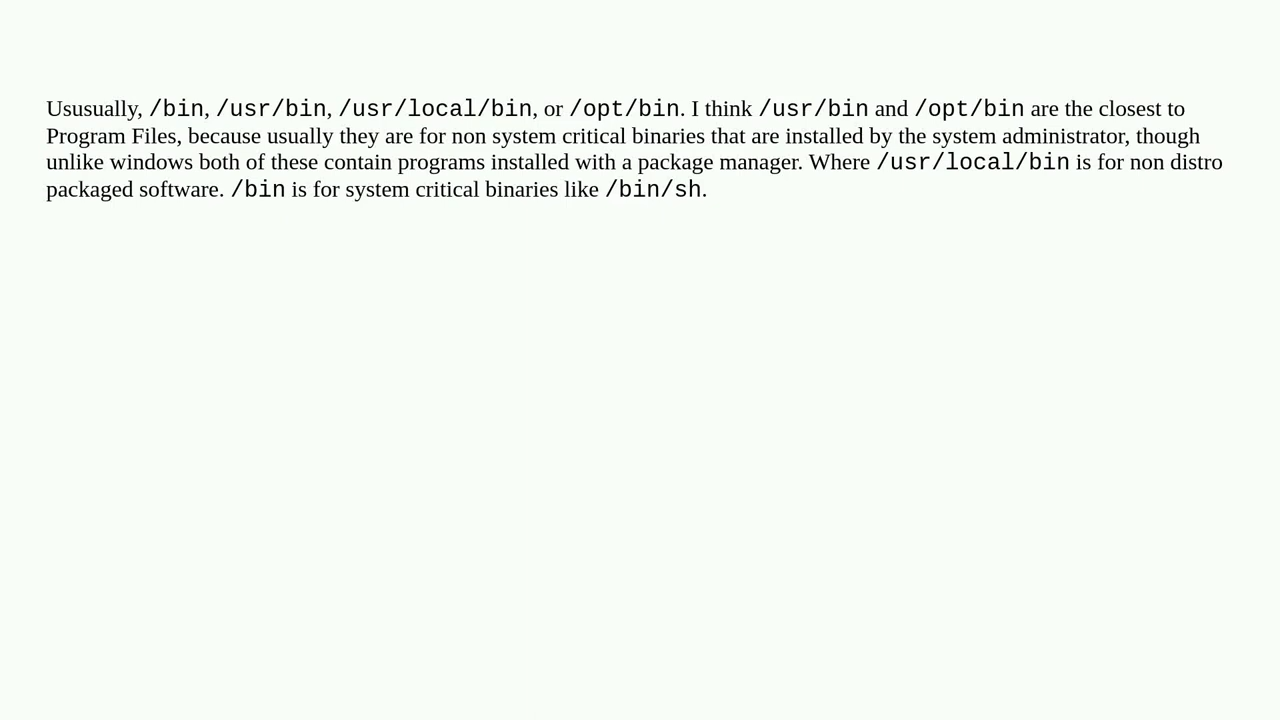 Ususually, /bin, /usr/bin, /usr/local/bin, or /opt/bin. I think /usr/bin and /opt/bin are the closest to
Program Files, because usually they are for non system critical binaries that are installed by the system administrator, though
unlike windows both of these contain programs installed with a package manager. Where /usr/local/bin is for non distro
packaged software. /bin is for system critical binaries like /bin/sh.